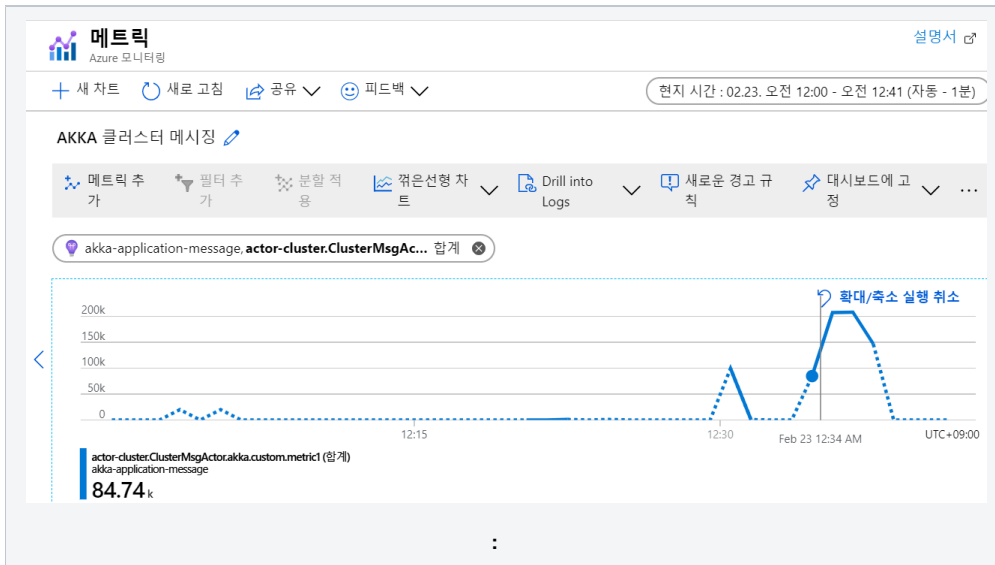 메트릭
Azure 모니터링
설명서
새 차트 새로 고침 공유 피드백
현지 시간 : 02.23. 오전 12:00 - 오전 12:41 (자동 - 1분)
AKKA 클러스터 메시징
메트릭 추가
필터 추가
분할 적용
꺾은선형 차트
Drill into Logs
새로운 경고 규칙
대시보드에 고정
...
akka-application-message, actor-cluster.ClusterMsgAc... 합계
확대/축소 실행 취소
200k
150k
100k
50k
0
12:15
12:30
Feb 23 12:34 AM
UTC+09:00
actor-cluster.ClusterMsgActor.akka.custom.metric1 (합계)
akka-application-message
84.74 k
: